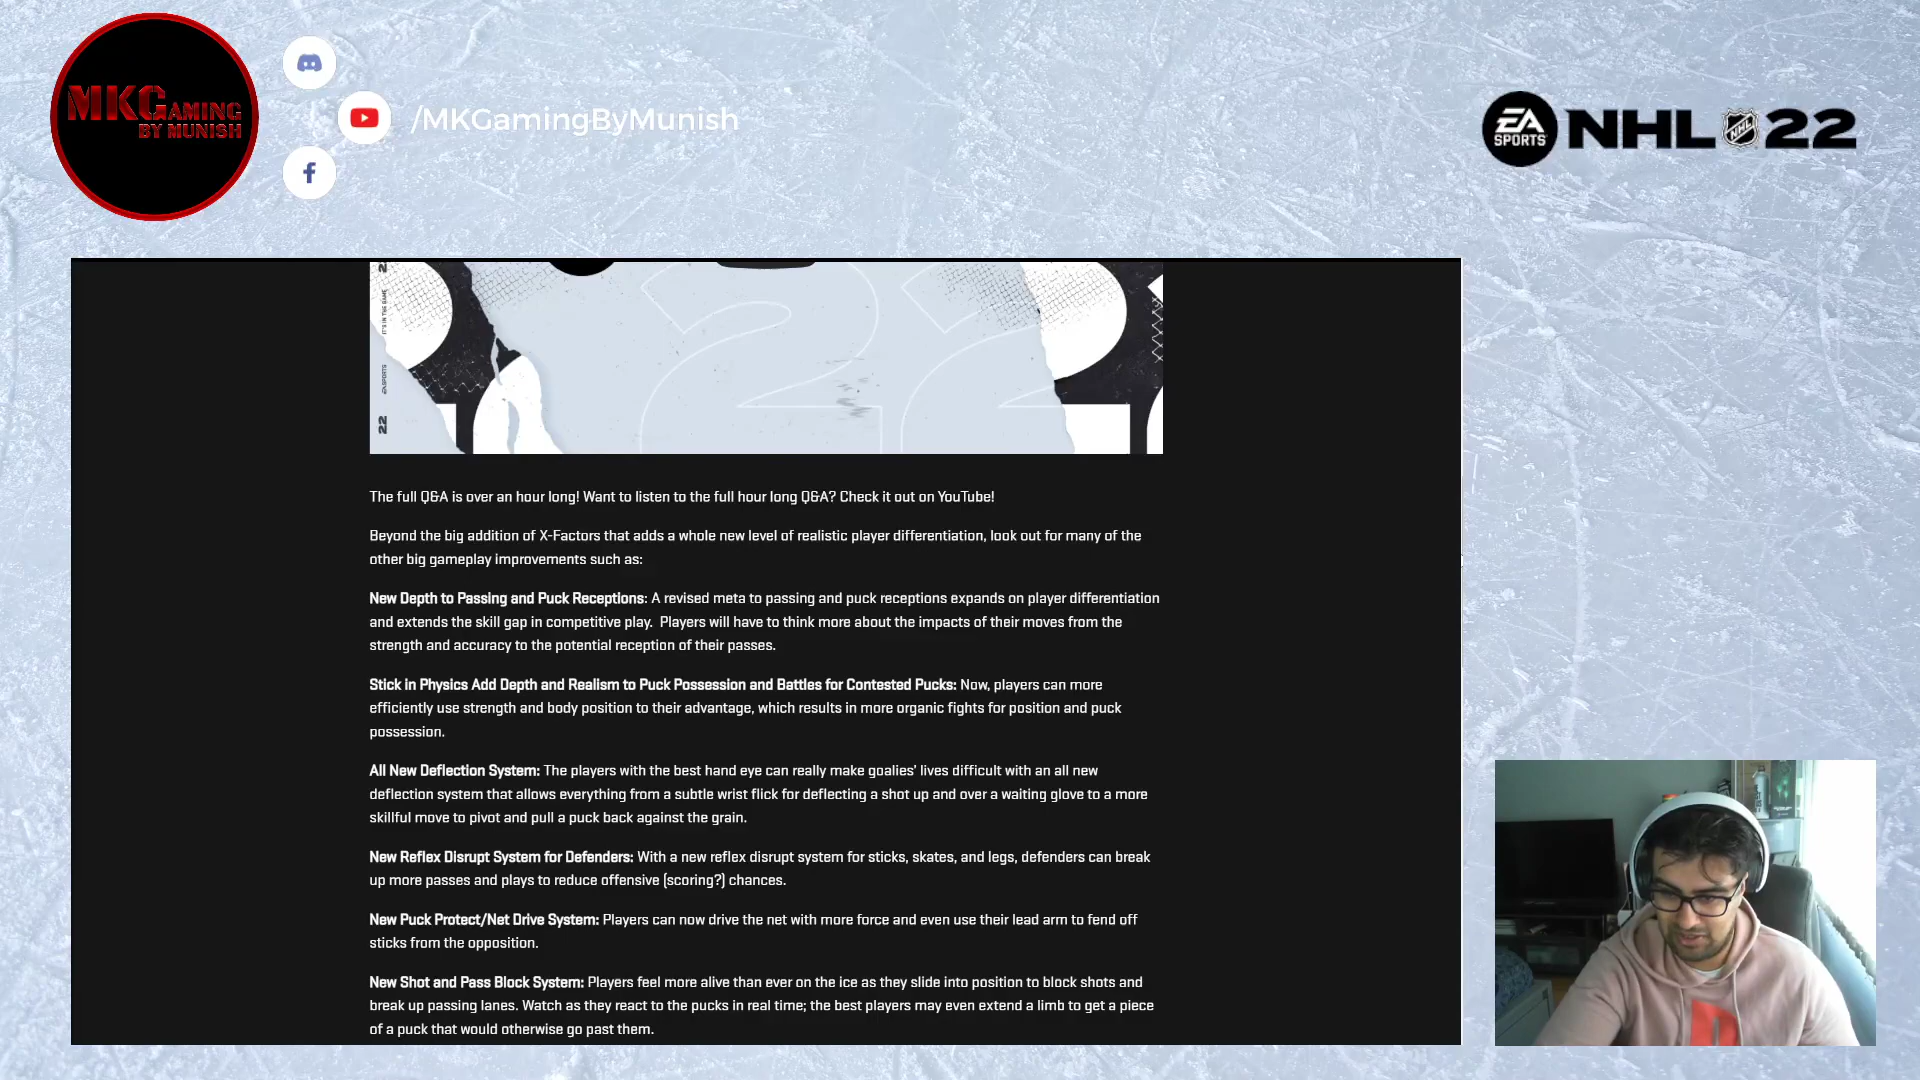 MKGAMING
BY MUNISH
/MKGamingByMunish
EA
SPORTS
NHL 22
NHL
22
IT'S IN THE GAME
EA SPORTS
22
The full Q&A is over an hour long! Want to listen to the full hour long Q&A? Check it out on YouTube!
Beyond the big addition of X-Factors that adds a whole new level of realistic player differentiation, look out for many of the
other big gameplay improvements such as:
New Depth to Passing and Puck Receptions: A revised meta to passing and puck receptions expands on player differentiation
and extends the skill gap in competitive play.  Players will have to think more about the impacts of their moves from the
strength and accuracy to the potential reception of their passes.
Stick in Physics Add Depth and Realism to Puck Possession and Battles for Contested Pucks: Now, players can more
efficiently use strength and body position to their advantage, which results in more organic fights for position and puck
possession.
All New Deflection System: The players with the best hand eye can really make goalies' lives difficult with an all new
deflection system that allows everything from a subtle wrist flick for deflecting a shot up and over a waiting glove to a more
skillful move to pivot and pull a puck back against the grain.
New Reflex Disrupt System for Defenders: With a new reflex disrupt system for sticks, skates, and legs, defenders can break
up more passes and plays to reduce offensive (scoring?) chances.
New Puck Protect/Net Drive System: Players can now drive the net with more force and even use their lead arm to fend off
sticks from the opposition.
New Shot and Pass Block System: Players feel more alive than ever on the ice as they slide into position to block shots and
break up passing lanes. Watch as they react to the pucks in real time; the best players may even extend a limb to get a piece
of a puck that would otherwise go past them.